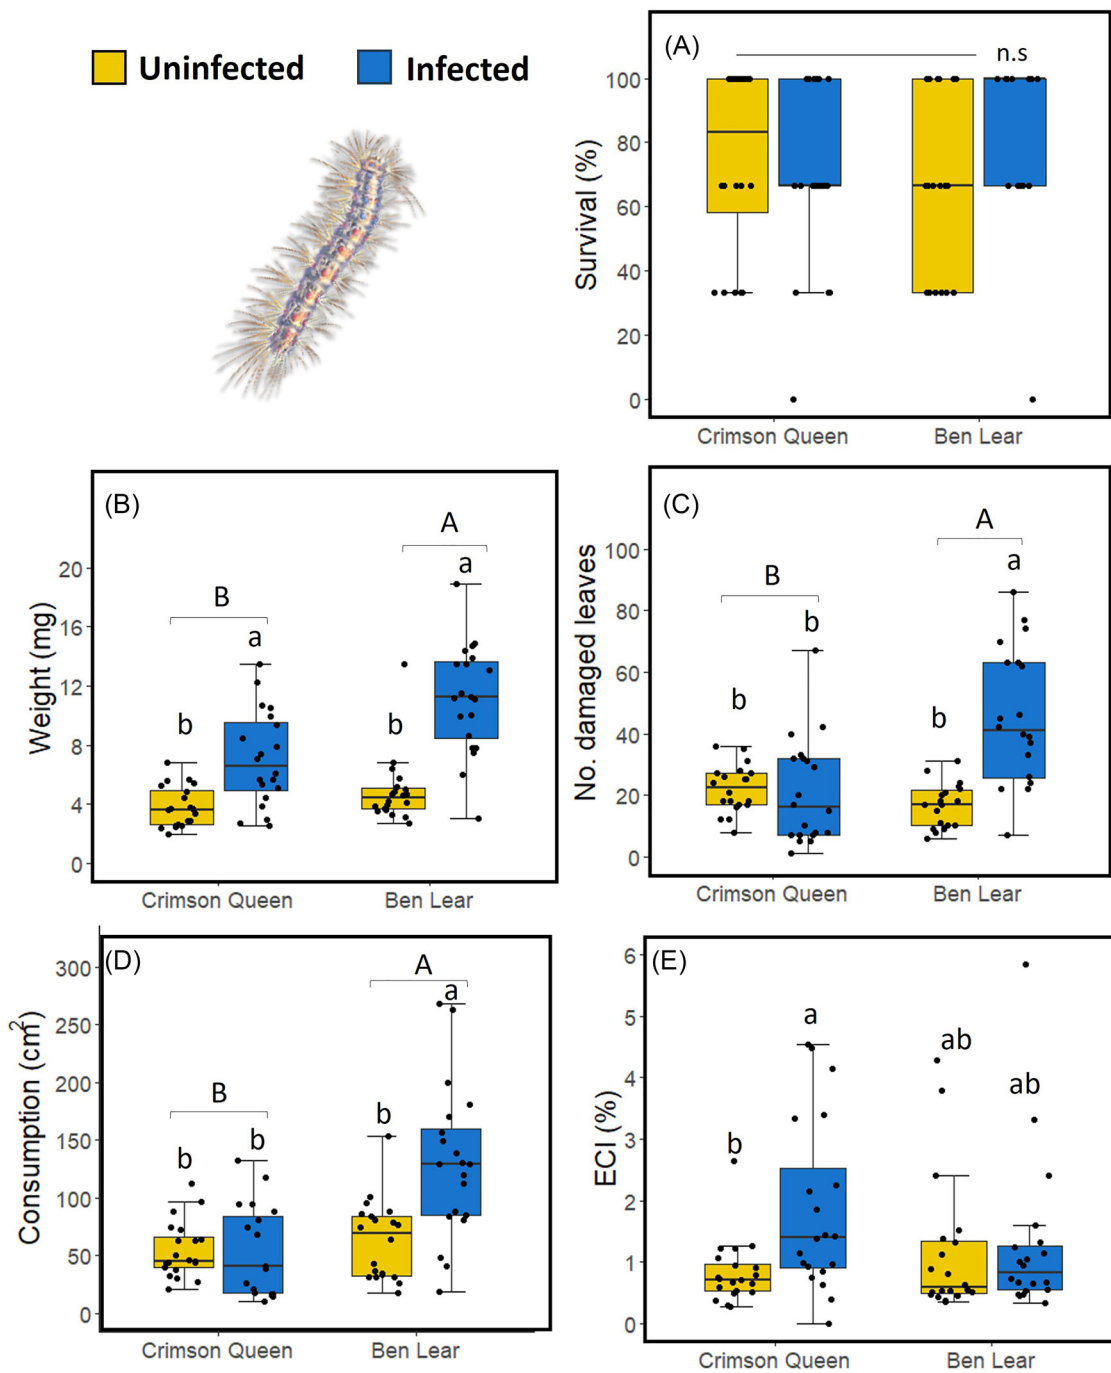 Uninfected Infected
(A)
n.s
Survival (%)
100
80
60
40
20
0
Crimson Queen Ben Lear
(B)
Weight (mg)
20
16
12
8
4
0
B
A
b
a
b
a
Crimson Queen Ben Lear
(C)
No. damaged leaves
100
80
60
40
20
0
B
A
b
b
b
a
Crimson Queen Ben Lear
(D)
Consumption (cm²)
300
250
200
150
100
50
0
B
A
b
b
b
a
Crimson Queen Ben Lear
(E)
ECI (%)
6
5
4
3
2
1
0
b
a
ab
ab
Crimson Queen Ben Lear